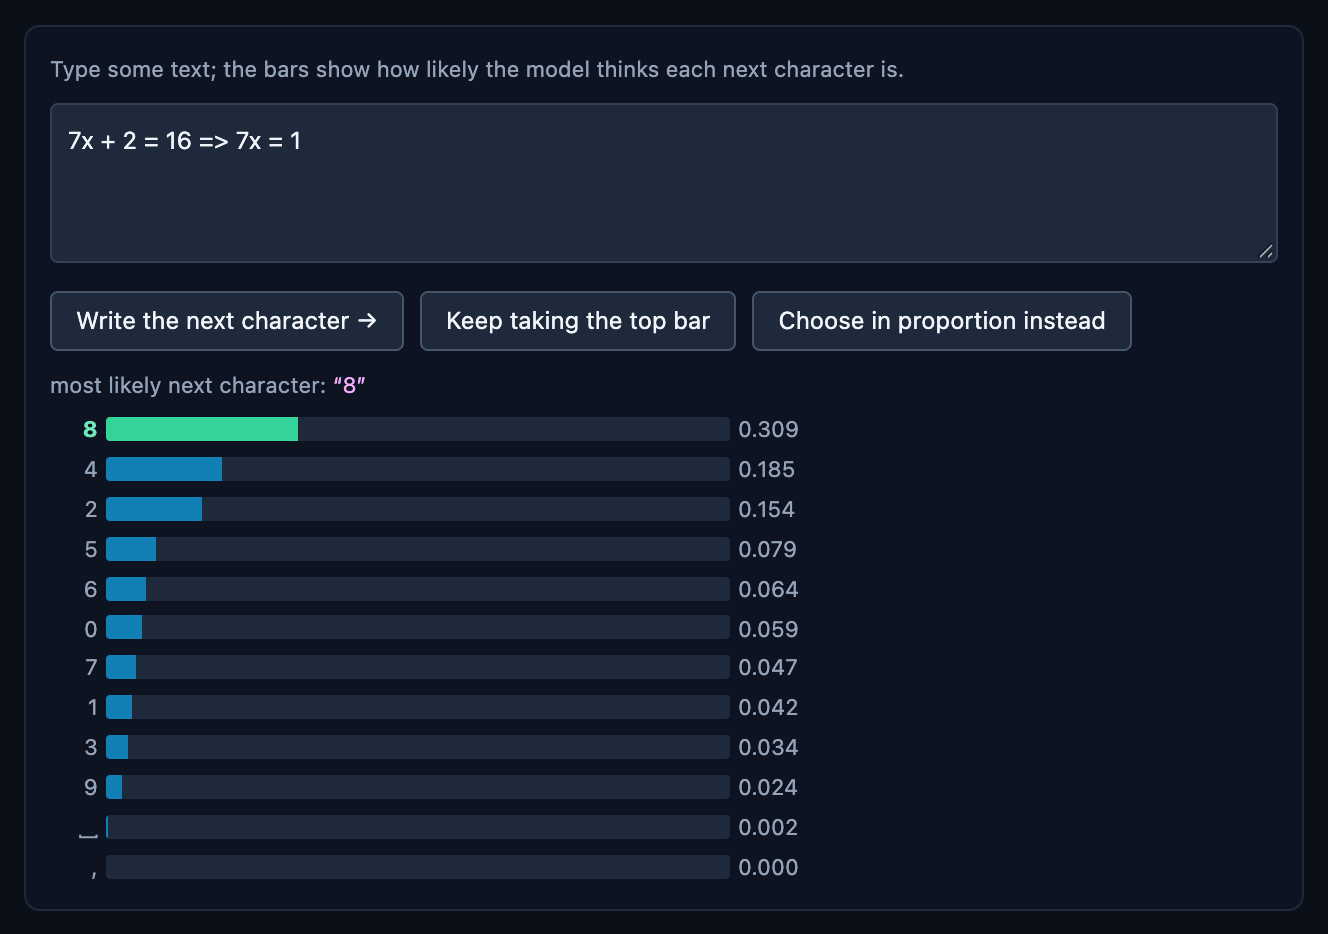 Type some text; the bars show how likely the model thinks each next character is.
7x + 2 = 16 => 7x = 1
Write the next character →
Keep taking the top bar
Choose in proportion instead
most likely next character: “8”
8 0.309
4 0.185
2 0.154
5 0.079
6 0.064
0 0.059
7 0.047
1 0.042
3 0.034
9 0.024
⎵ 0.002
, 0.000